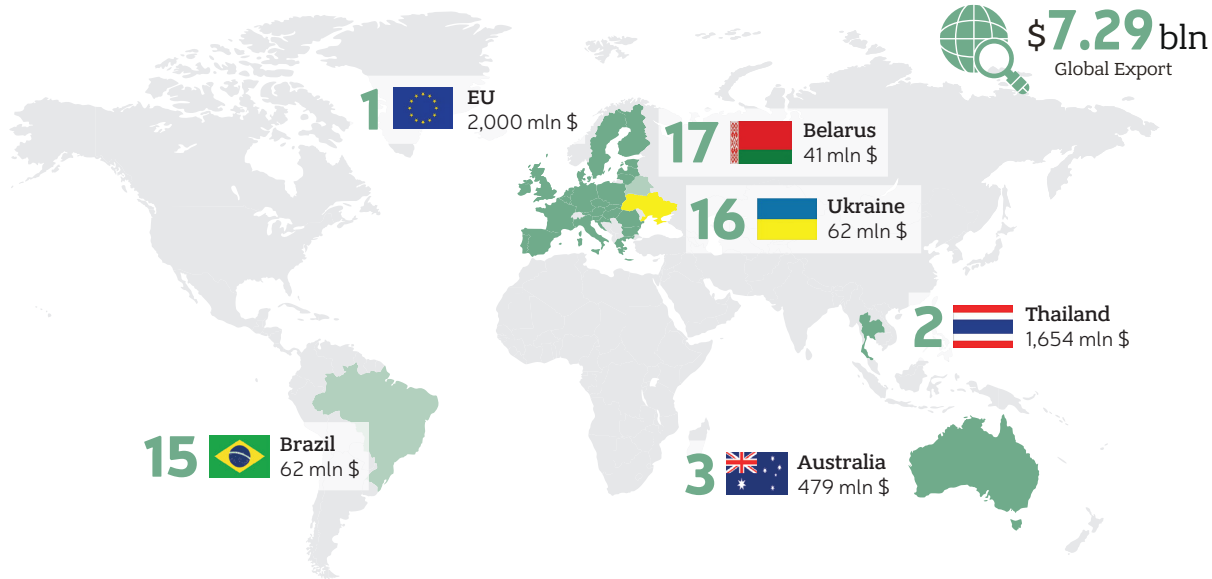 $7.29 bln
Global Export
1
EU
2,000 mln $
17
Belarus
41 mln $
16
Ukraine
62 mln $
2
Thailand
1,654 mln $
15
Brazil
62 mln $
3
Australia
479 mln $